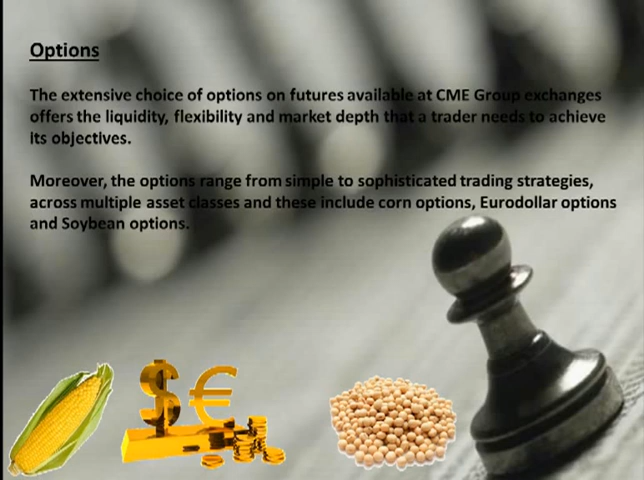 Options
The extensive choice of options on futures available at CME Group exchanges
offers the liquidity, flexibility and market depth that a trader needs to achieve
its objectives.
Moreover, the options range from simple to sophisticated trading strategies,
across multiple asset classes and these include corn options, Eurodollar options
and Soybean options.